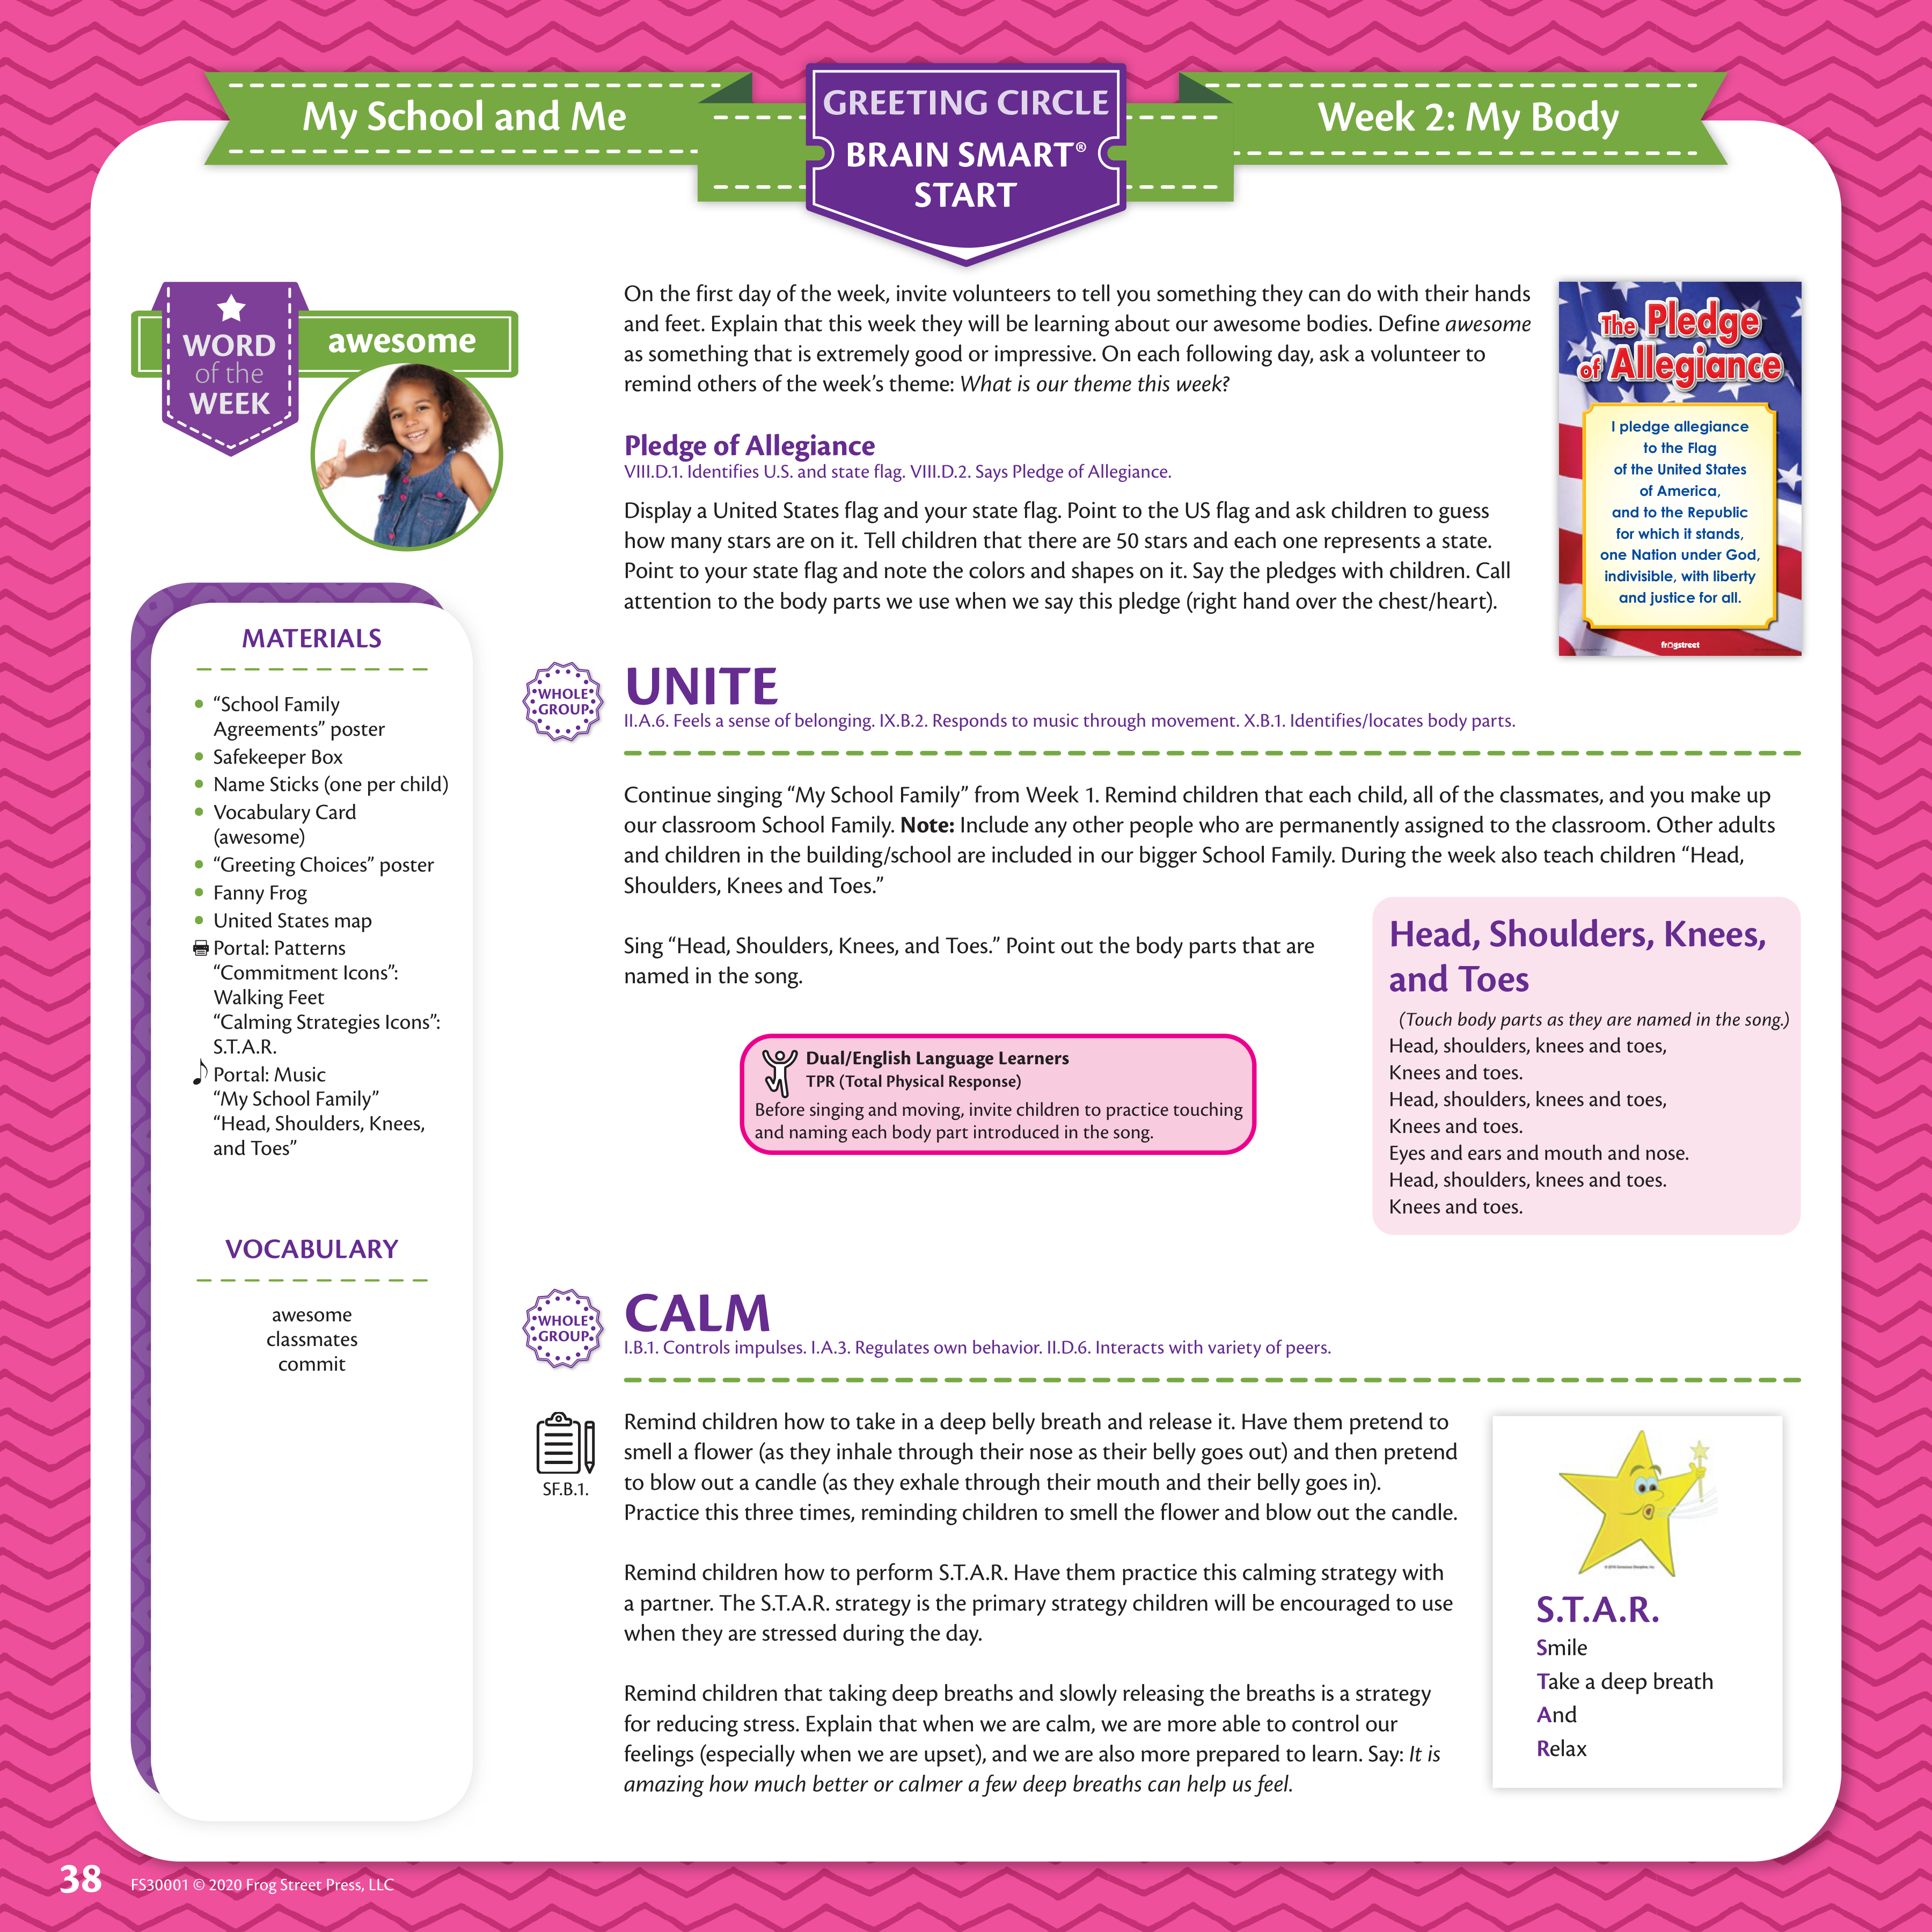 My School and Me
GREETING CIRCLE
BRAIN SMART®
START
Week 2: My Body
WORD
of the
WEEK
awesome
MATERIALS
• “School Family
Agreements” poster
• Safekeeper Box
• Name Sticks (one per child)
• Vocabulary Card
(awesome)
• “Greeting Choices” poster
• Fanny Frog
• United States map
Portal: Patterns
“Commitment Icons”:
Walking Feet
“Calming Strategies Icons”:
S.T.A.R.
Portal: Music
“My School Family”
“Head, Shoulders, Knees,
and Toes”
VOCABULARY
awesome
classmates
commit
On the first day of the week, invite volunteers to tell you something they can do with their hands
and feet. Explain that this week they will be learning about our awesome bodies. Define awesome
as something that is extremely good or impressive. On each following day, ask a volunteer to
remind others of the week’s theme: What is our theme this week?
Pledge of Allegiance
VIII.D.1. Identifies U.S. and state flag. VIII.D.2. Says Pledge of Allegiance.
Display a United States flag and your state flag. Point to the US flag and ask children to guess
how many stars are on it. Tell children that there are 50 stars and each one represents a state.
Point to your state flag and note the colors and shapes on it. Say the pledges with children. Call
attention to the body parts we use when we say this pledge (right hand over the chest/heart).
The Pledge
of Allegiance
I pledge allegiance
to the Flag
of the United States
of America,
and to the Republic
for which it stands,
one Nation under God,
indivisible, with liberty
and justice for all.
frogstreet
WHOLE
GROUP
UNITE
II.A.6. Feels a sense of belonging. IX.B.2. Responds to music through movement. X.B.1. Identifies/locates body parts.
Continue singing “My School Family” from Week 1. Remind children that each child, all of the classmates, and you make up
our classroom School Family. Note: Include any other people who are permanently assigned to the classroom. Other adults
and children in the building/school are included in our bigger School Family. During the week also teach children “Head,
Shoulders, Knees and Toes.”
Sing “Head, Shoulders, Knees, and Toes.” Point out the body parts that are
named in the song.
Dual/English Language Learners
TPR (Total Physical Response)
Before singing and moving, invite children to practice touching
and naming each body part introduced in the song.
Head, Shoulders, Knees,
and Toes
(Touch body parts as they are named in the song.)
Head, shoulders, knees and toes,
Knees and toes.
Head, shoulders, knees and toes,
Knees and toes.
Eyes and ears and mouth and nose.
Head, shoulders, knees and toes.
Knees and toes.
WHOLE
GROUP
CALM
I.B.1. Controls impulses. I.A.3. Regulates own behavior. II.D.6. Interacts with variety of peers.
SF.B.1.
Remind children how to take in a deep belly breath and release it. Have them pretend to
smell a flower (as they inhale through their nose as their belly goes out) and then pretend
to blow out a candle (as they exhale through their mouth and their belly goes in).
Practice this three times, reminding children to smell the flower and blow out the candle.
Remind children how to perform S.T.A.R. Have them practice this calming strategy with
a partner. The S.T.A.R. strategy is the primary strategy children will be encouraged to use
when they are stressed during the day.
Remind children that taking deep breaths and slowly releasing the breaths is a strategy
for reducing stress. Explain that when we are calm, we are more able to control our
feelings (especially when we are upset), and we are also more prepared to learn. Say: It is
amazing how much better or calmer a few deep breaths can help us feel.
S.T.A.R.
Smile
Take a deep breath
And
Relax
38
FS30001 © 2020 Frog Street Press, LLC